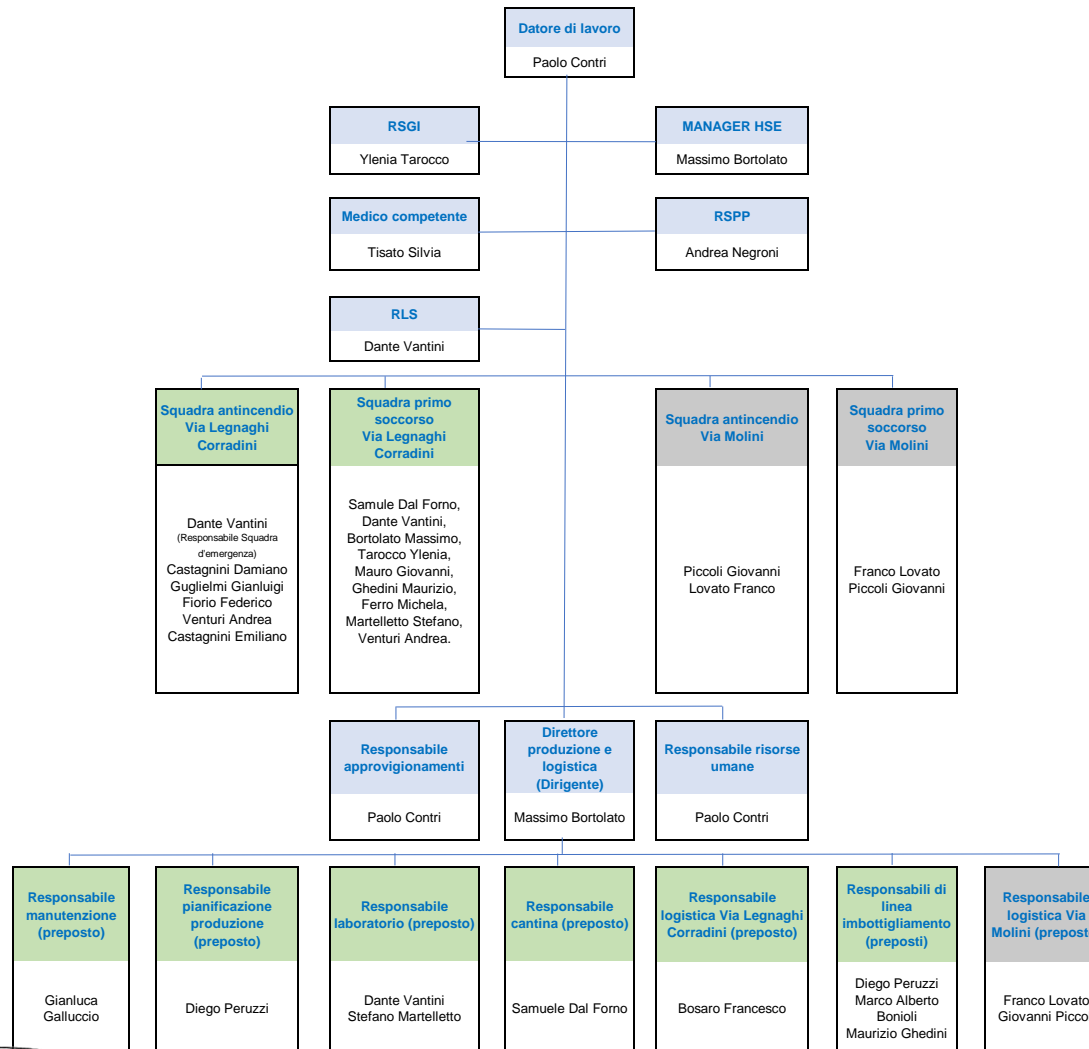 Datore di lavoro
Paolo Contri
RSGI
Ylenia Tarocco
MANAGER HSE
Massimo Bortolato
Medico competente
Tisato Silvia
RSPP
Andrea Negroni
RLS
Dante Vantini
Squadra antincendio
Via Legnaghi
Corradini
Dante Vantini
(Responsabile Squadra
d'emergenza)
Castagnini Damiano
Guglielmi Gianluigi
Fiorio Federico
Venturi Andrea
Castagnini Emiliano
Squadra primo
soccorso
Via Legnaghi
Corradini
Samule Dal Forno,
Dante Vantini,
Bortolato Massimo,
Tarocco Ylenia,
Mauro Giovanni,
Ghedini Maurizio,
Ferro Michela,
Martelletto Stefano,
Venturi Andrea.
Squadra antincendio
Via Molini
Piccoli Giovanni
Lovato Franco
Squadra primo
soccorso
Via Molini
Franco Lovato
Piccoli Giovanni
Responsabile
approvigionamenti
Paolo Contri
Direttore
produzione e
logistica
(Dirigente)
Massimo Bortolato
Responsabile risorse
umane
Paolo Contri
Responsabile
manutenzione
(preposto)
Gianluca
Galluccio
Responsabile
pianificazione
produzione
(preposto)
Diego Peruzzi
Responsabile
laboratorio (preposto)
Dante Vantini
Stefano Martelletto
Responsabile
cantina (preposto)
Samuele Dal Forno
Responsabile
logistica Via Legnaghi
Corradini (preposto)
Bosaro Francesco
Responsabili di
linea
imbottigliamento
(preposti)
Diego Peruzzi
Marco Alberto
Bonioli
Maurizio Ghedini
Responsabile
logistica Via
Molini (prepost
Franco Lovato
Giovanni Picco